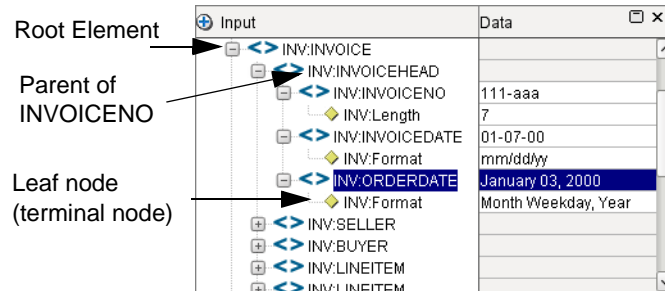 Input Data
Root Element
INV:INVOICE
INV:INVOICEHEAD
Parent of
INVOICENO
INV:INVOICENO 111-aaa
INV:Length 7
INV:INVOICEDATE 01-07-00
INV:Format mm/dd/yy
Leaf node
(terminal node)
INV:ORDERDATE January 03, 2000
INV:Format Month Weekday, Year
INV:SELLER
INV:BUYER
INV:LINEITEM
INV:LINEITEM